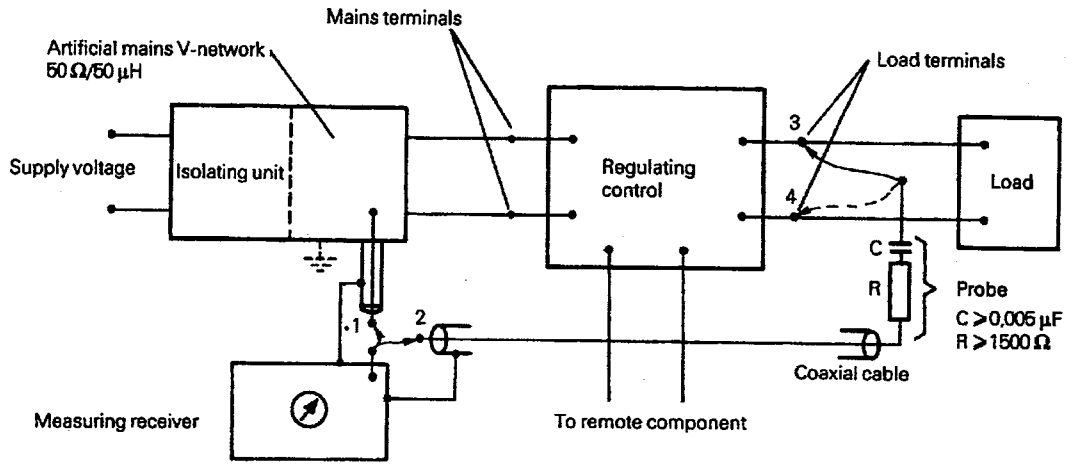 Mains terminals
Artificial mains V-network
50 Ω/50 μH
Load terminals
3
Supply voltage
Isolating unit
Regulating
control
4
Load
C
R
Probe
C ⩾ 0,005 μF
R ⩾ 1500 Ω
1
2
Coaxial cable
Measuring receiver
To remote component